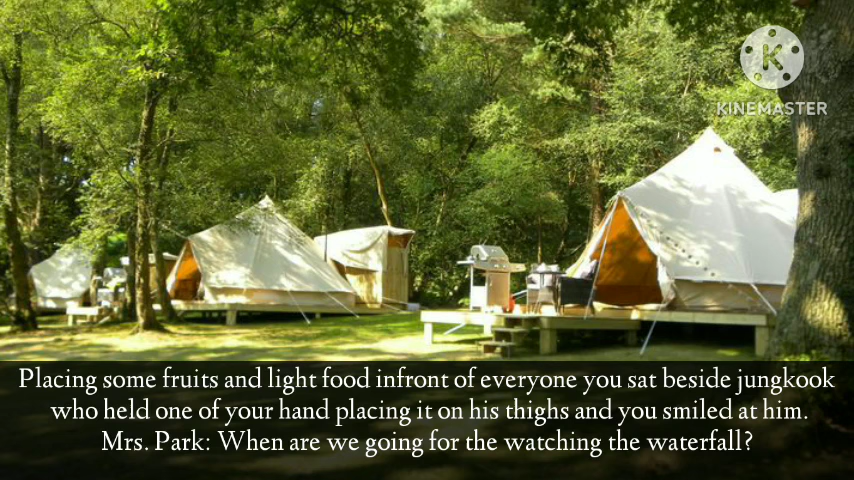 K
KINEMASTER
Placing some fruits and light food infront of everyone you sat beside jungkook
who held one of your hand placing it on his thighs and you smiled at him.
Mrs. Park: When are we going for the watching the waterfall?